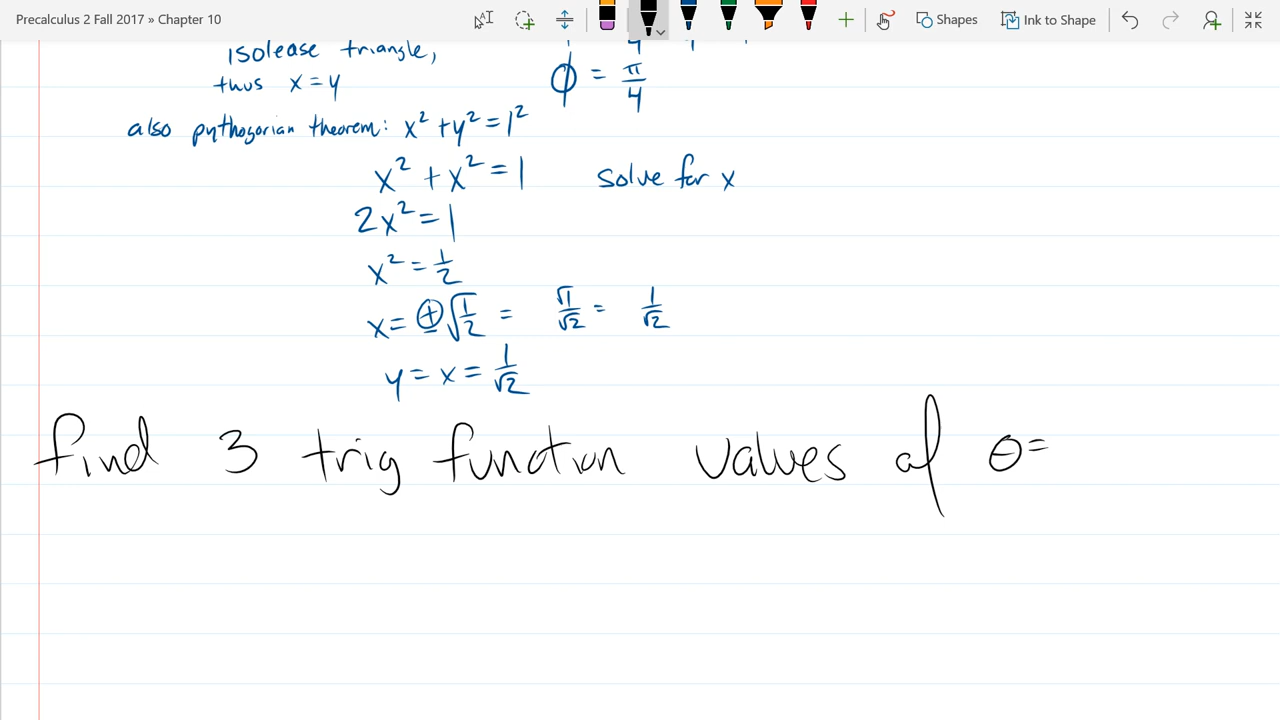 Precalculus 2 Fall 2017 » Chapter 10
Shapes
Ink to Shape
isolease triangle,
thus x = y
ϕ = π/4
also pythogorian theorem: x² + y² = 1²
x² + x² = 1 solve for x
2x² = 1
x² = 1/2
x = ± √(1/2) = √1/√2 = 1/√2
y = x = 1/√2
find 3 trig function values of θ =